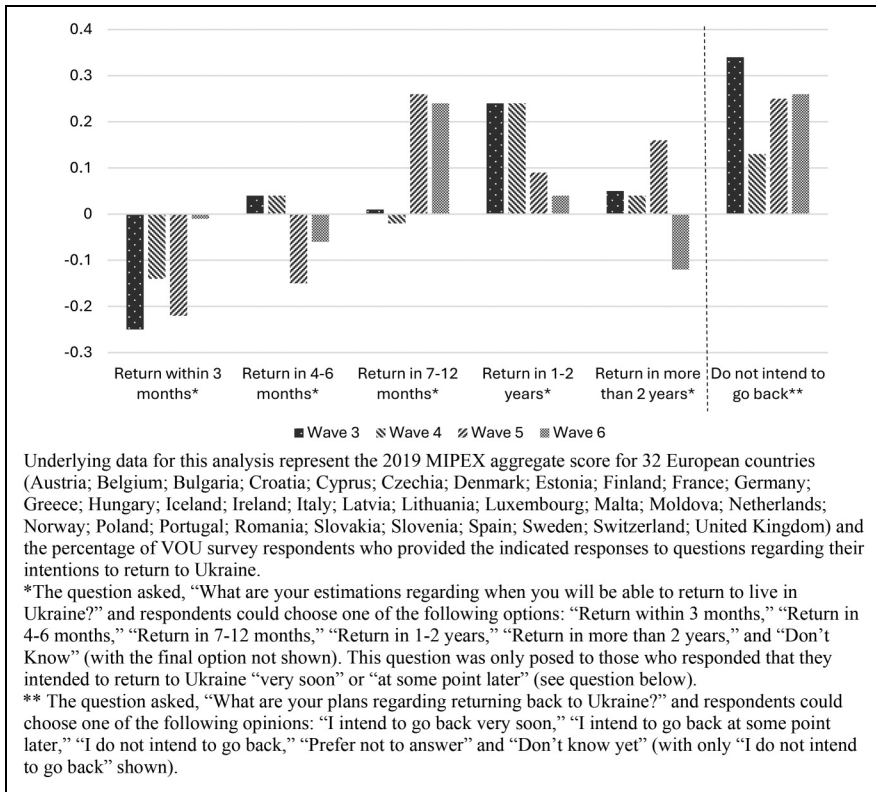 0.4
0.3
0.2
0.1
0
-0.1
-0.2
-0.3
Return within 3 months*
Return in 4-6 months*
Return in 7-12 months*
Return in 1-2 years*
Return in more than 2 years*
Do not intend to go back**
Wave 3 Wave 4 Wave 5 Wave 6
Underlying data for this analysis represent the 2019 MIPEX aggregate score for 32 European countries
(Austria; Belgium; Bulgaria; Croatia; Cyprus; Czechia; Denmark; Estonia; Finland; France; Germany;
Greece; Hungary; Iceland; Ireland; Italy; Latvia; Lithuania; Luxembourg; Malta; Moldova; Netherlands;
Norway; Poland; Portugal; Romania; Slovakia; Slovenia; Spain; Sweden; Switzerland; United Kingdom) and
the percentage of VOU survey respondents who provided the indicated responses to questions regarding their
intentions to return to Ukraine.
*The question asked, “What are your estimations regarding when you will be able to return to live in
Ukraine?” and respondents could choose one of the following options: “Return within 3 months,” “Return in
4-6 months,” “Return in 7-12 months,” “Return in 1-2 years,” “Return in more than 2 years,” and “Don’t
Know” (with the final option not shown). This question was only posed to those who responded that they
intended to return to Ukraine “very soon” or “at some point later” (see question below).
** The question asked, “What are your plans regarding returning back to Ukraine?” and respondents could
choose one of the following opinions: “I intend to go back very soon,” “I intend to go back at some point
later,” “I do not intend to go back,” “Prefer not to answer” and “Don’t know yet” (with only “I do not intend
to go back” shown).